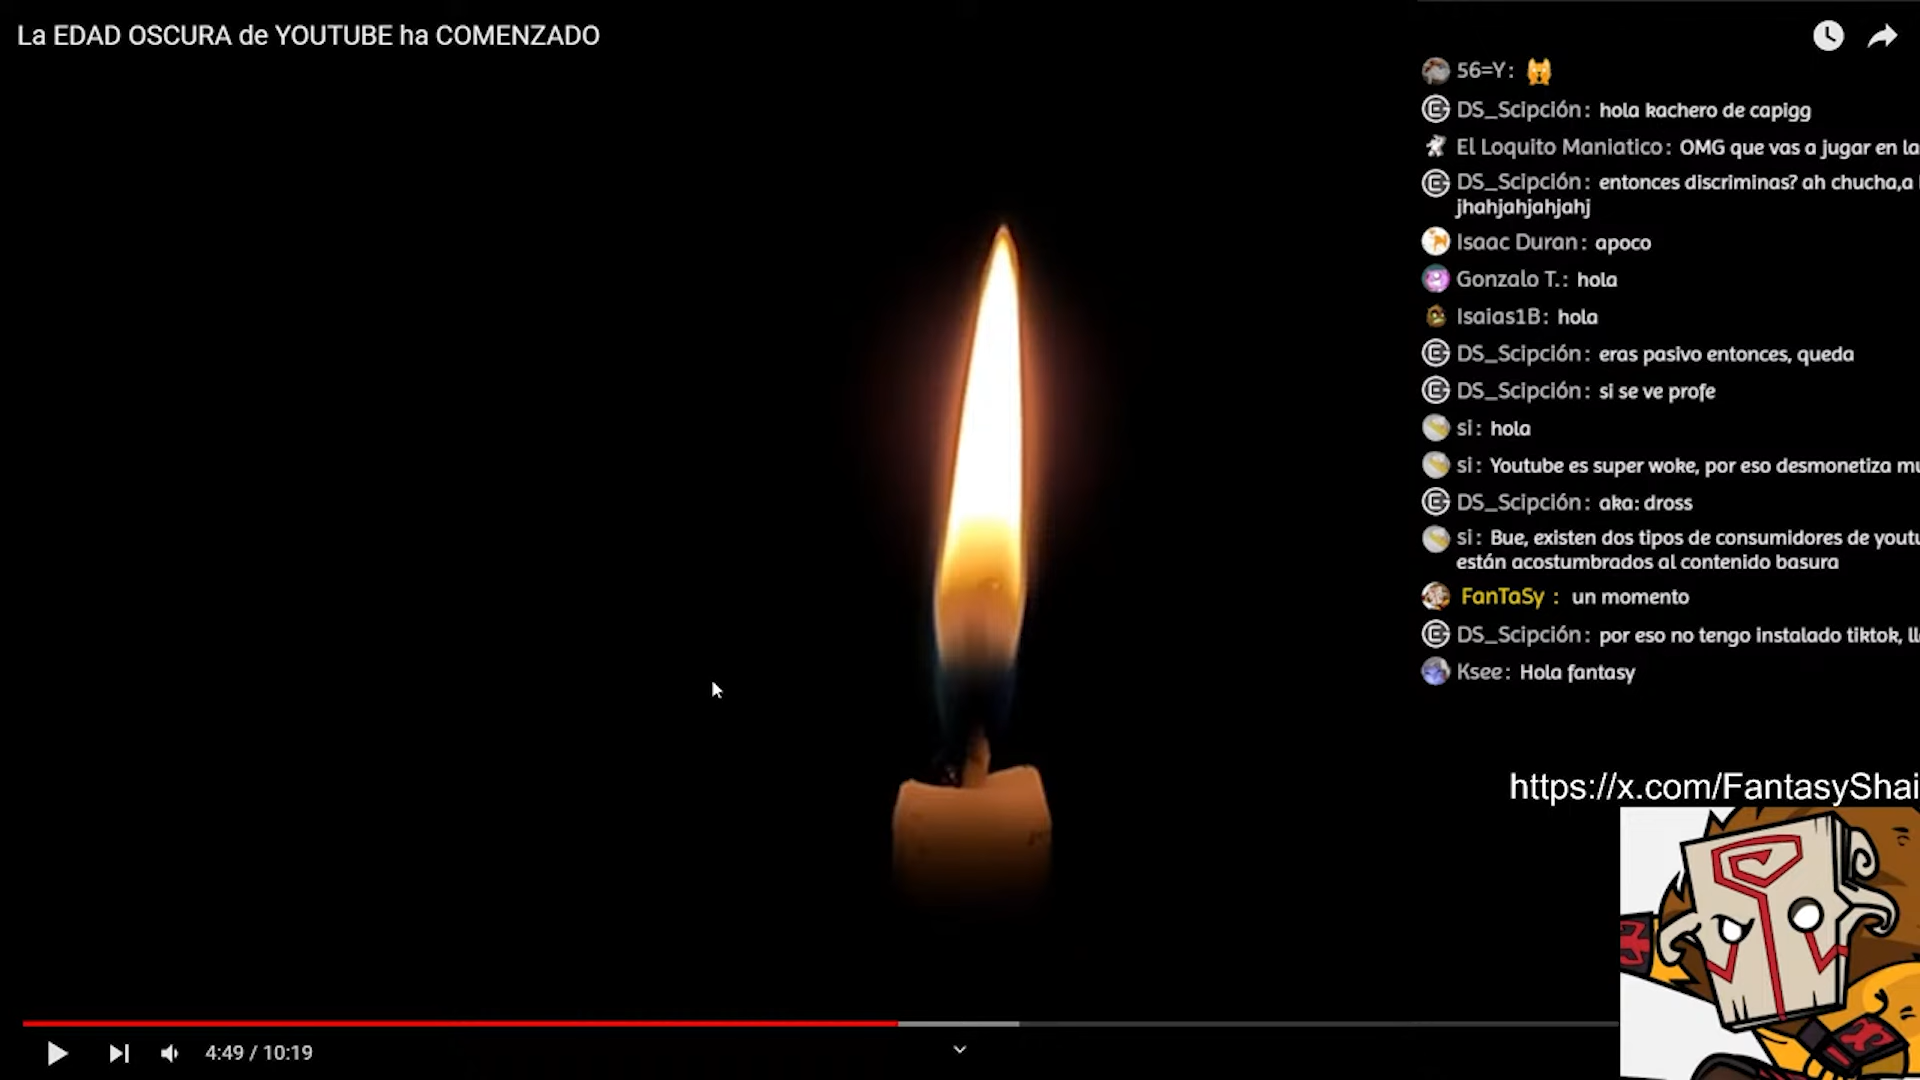 La EDAD OSCURA de YOUTUBE ha COMENZADO
56=Y:
DS_Scipción: hola kachero de capigg
El Loquito Maniatico: OMG que vas a jugar en la
DS_Scipción: entonces discriminas? ah chucha,a
jhahjahjahjahj
Isaac Duran: apoco
Gonzalo T.: hola
Isaias1B: hola
DS_Scipción: eras pasivo entonces, queda
DS_Scipción: si se ve profe
si: hola
si: Youtube es super woke, por eso desmonetiza
DS_Scipción: aka: dross
si: Bue, existen dos tipos de consumidores de
están acostumbrados al contenido basura
FanTaSy : un momento
DS_Scipción: por eso no tengo instalado tiktok,
Ksee: Hola fantasy
https://x.com/FantasyShai
4:49 / 10:19